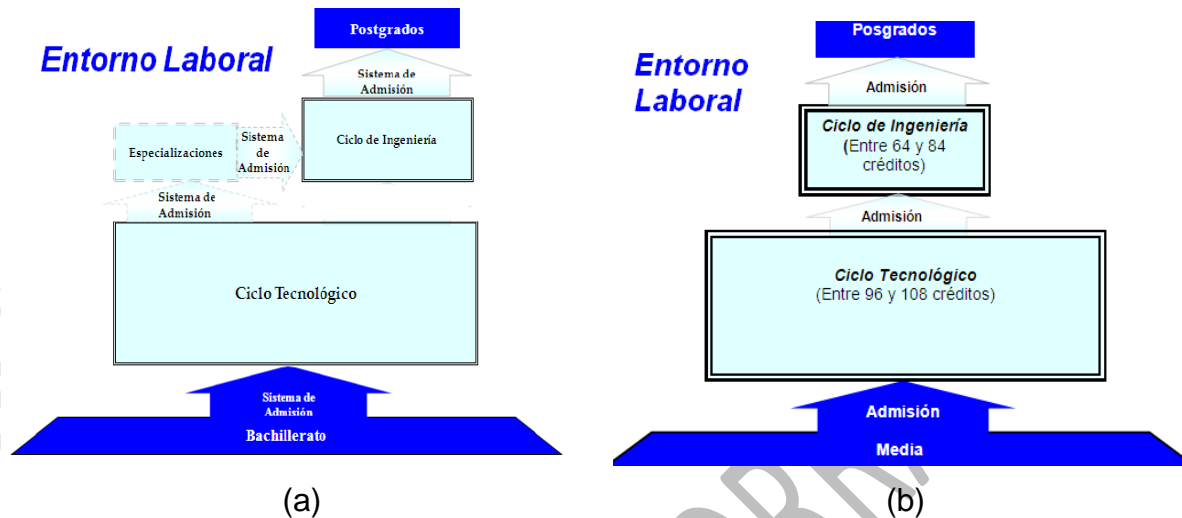 Postgrados
Entorno Laboral
Sistema de
Admisión
Especializaciones
Sistema
de
Admisión
Ciclo de Ingeniería
Sistema de
Admisión
Ciclo Tecnológico
Sistema de
Admisión
Bachillerato
(a)
Posgrados
Entorno
Laboral
Admisión
Ciclo de Ingeniería
(Entre 64 y 84
créditos)
Admisión
Ciclo Tecnológico
(Entre 96 y 108 créditos)
Admisión
Media
(b)